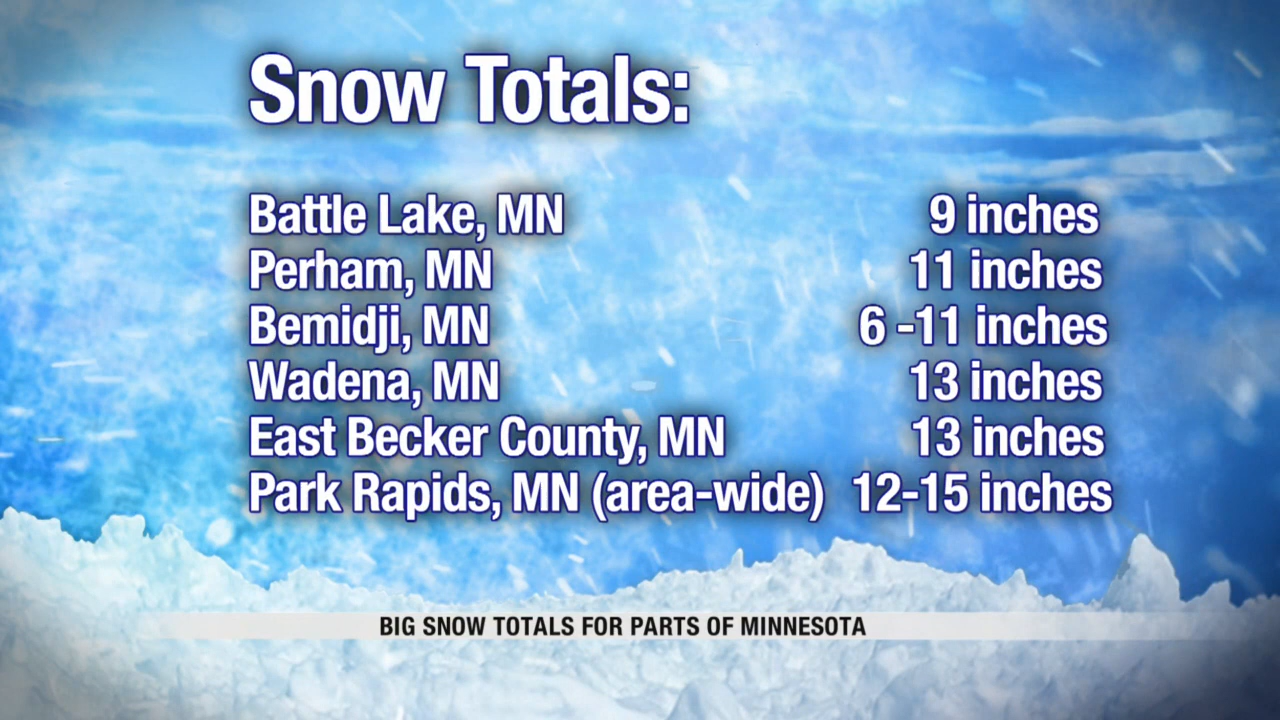 Snow Totals:
Battle Lake, MN 9 inches
Perham, MN 11 inches
Bemidji, MN 6 -11 inches
Wadena, MN 13 inches
East Becker County, MN 13 inches
Park Rapids, MN (area-wide) 12-15 inches
BIG SNOW TOTALS FOR PARTS OF MINNESOTA